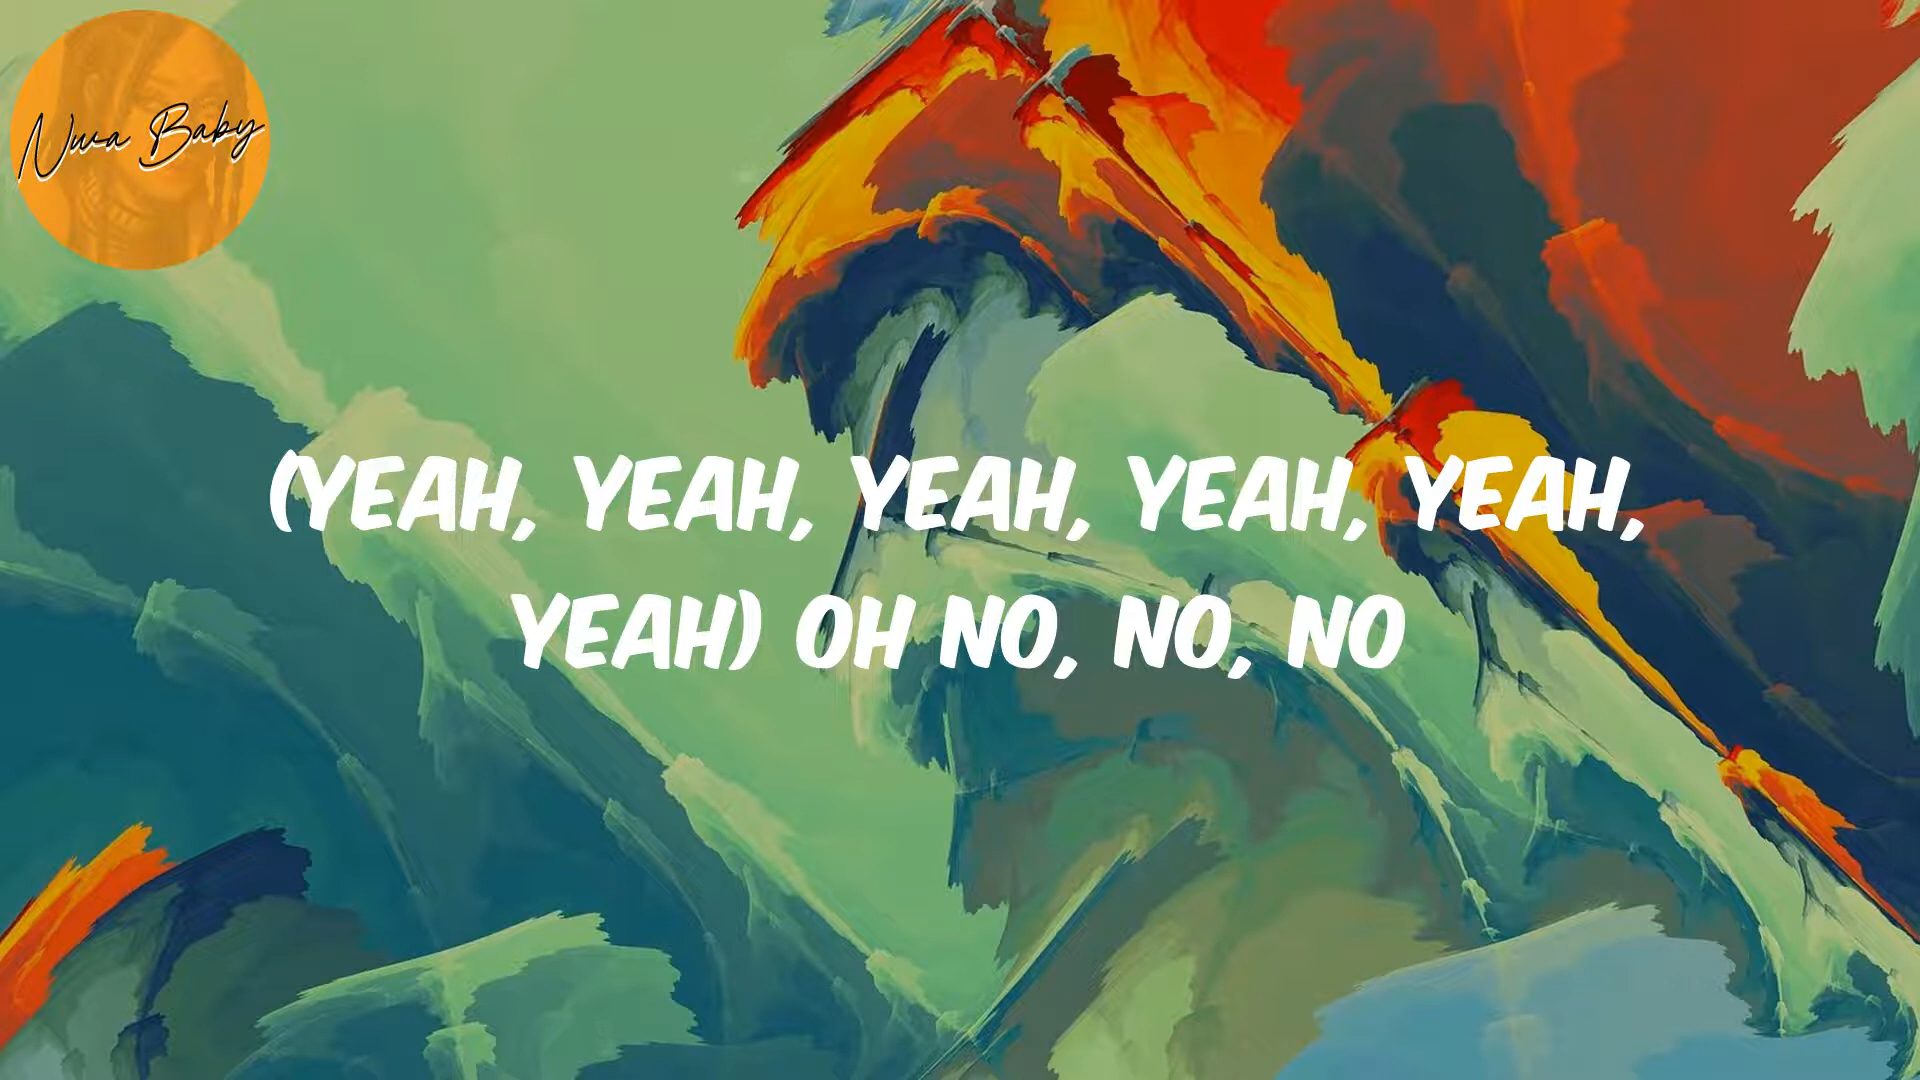 Nwa Baby
(YEAH, YEAH, YEAH, YEAH, YEAH,
YEAH) OH NO, NO, NO